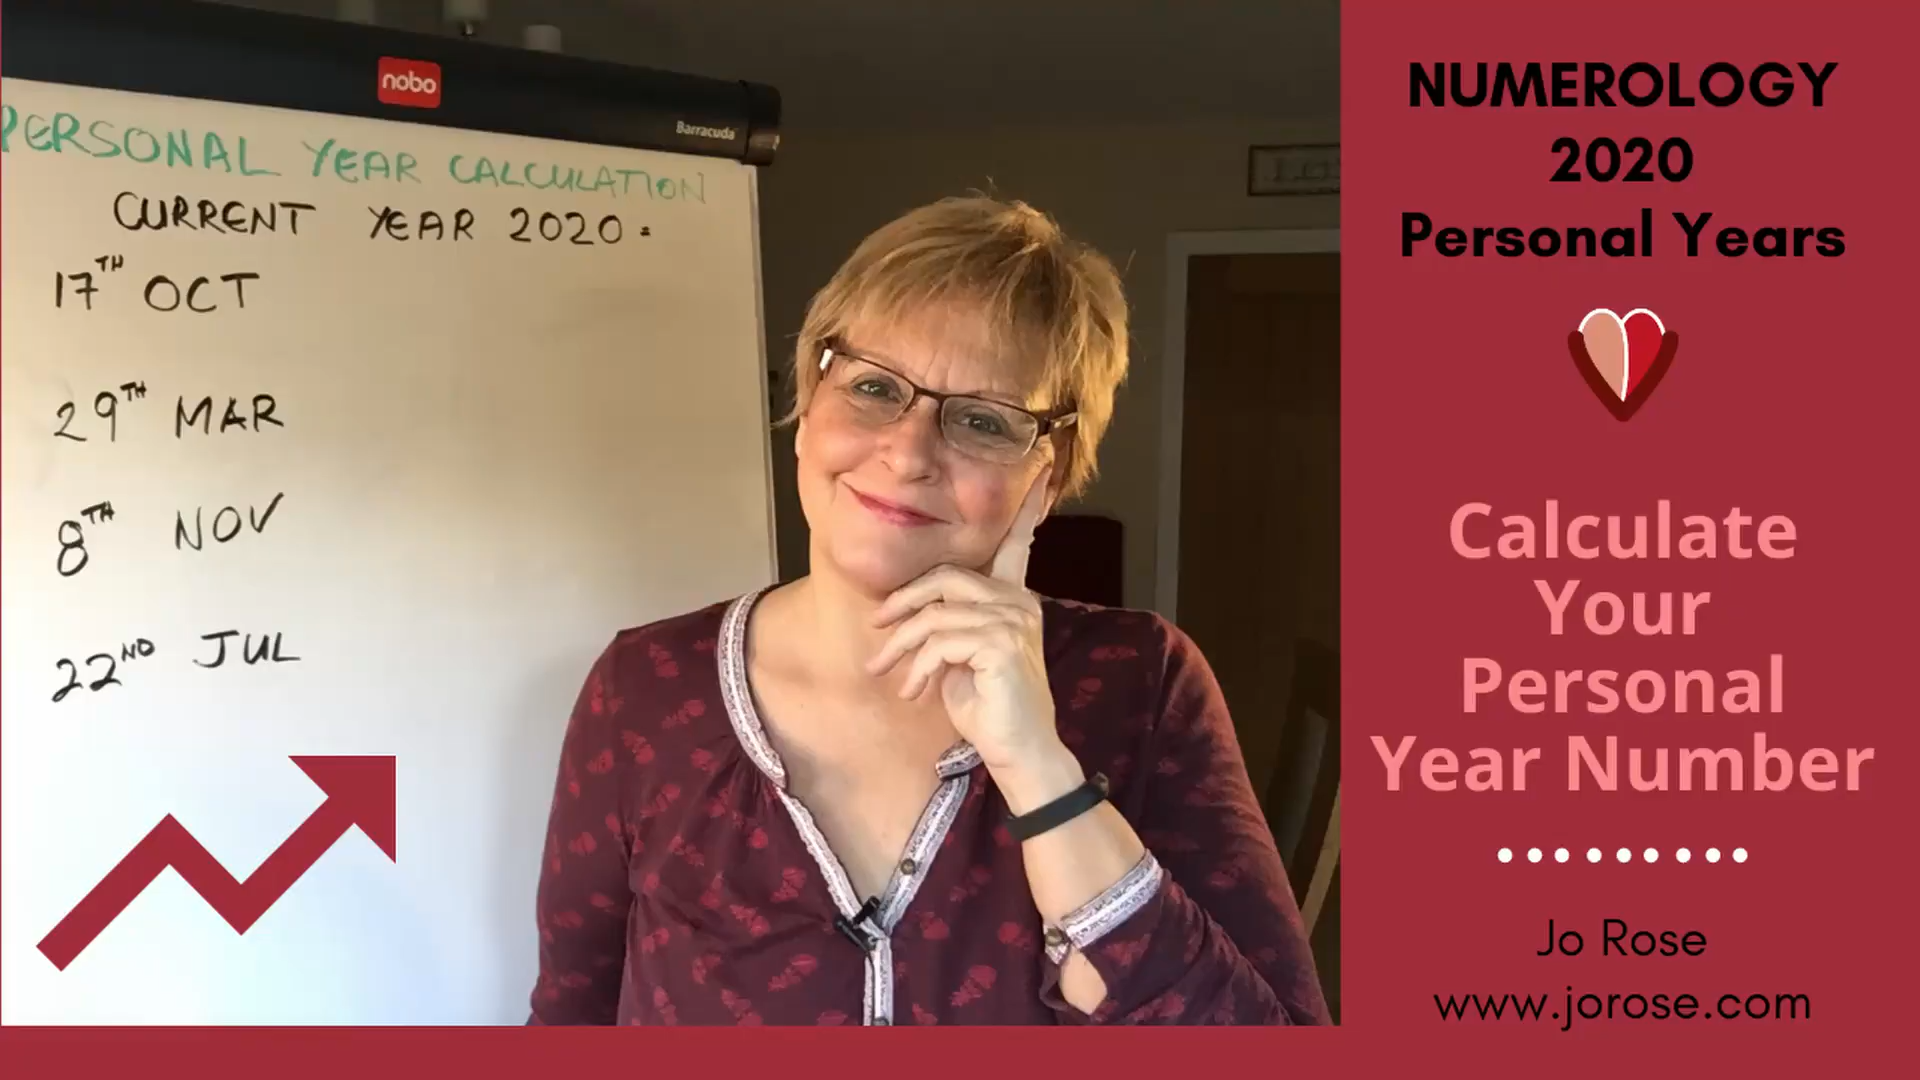 nobo
Barracuda
PERSONAL YEAR CALCULATION
CURRENT YEAR 2020 =
17TH OCT
29TH MAR
8TH NOV
22ND JUL
NUMEROLOGY
2020
Personal Years
Calculate
Your
Personal
Year Number
Jo Rose
www.jorose.com